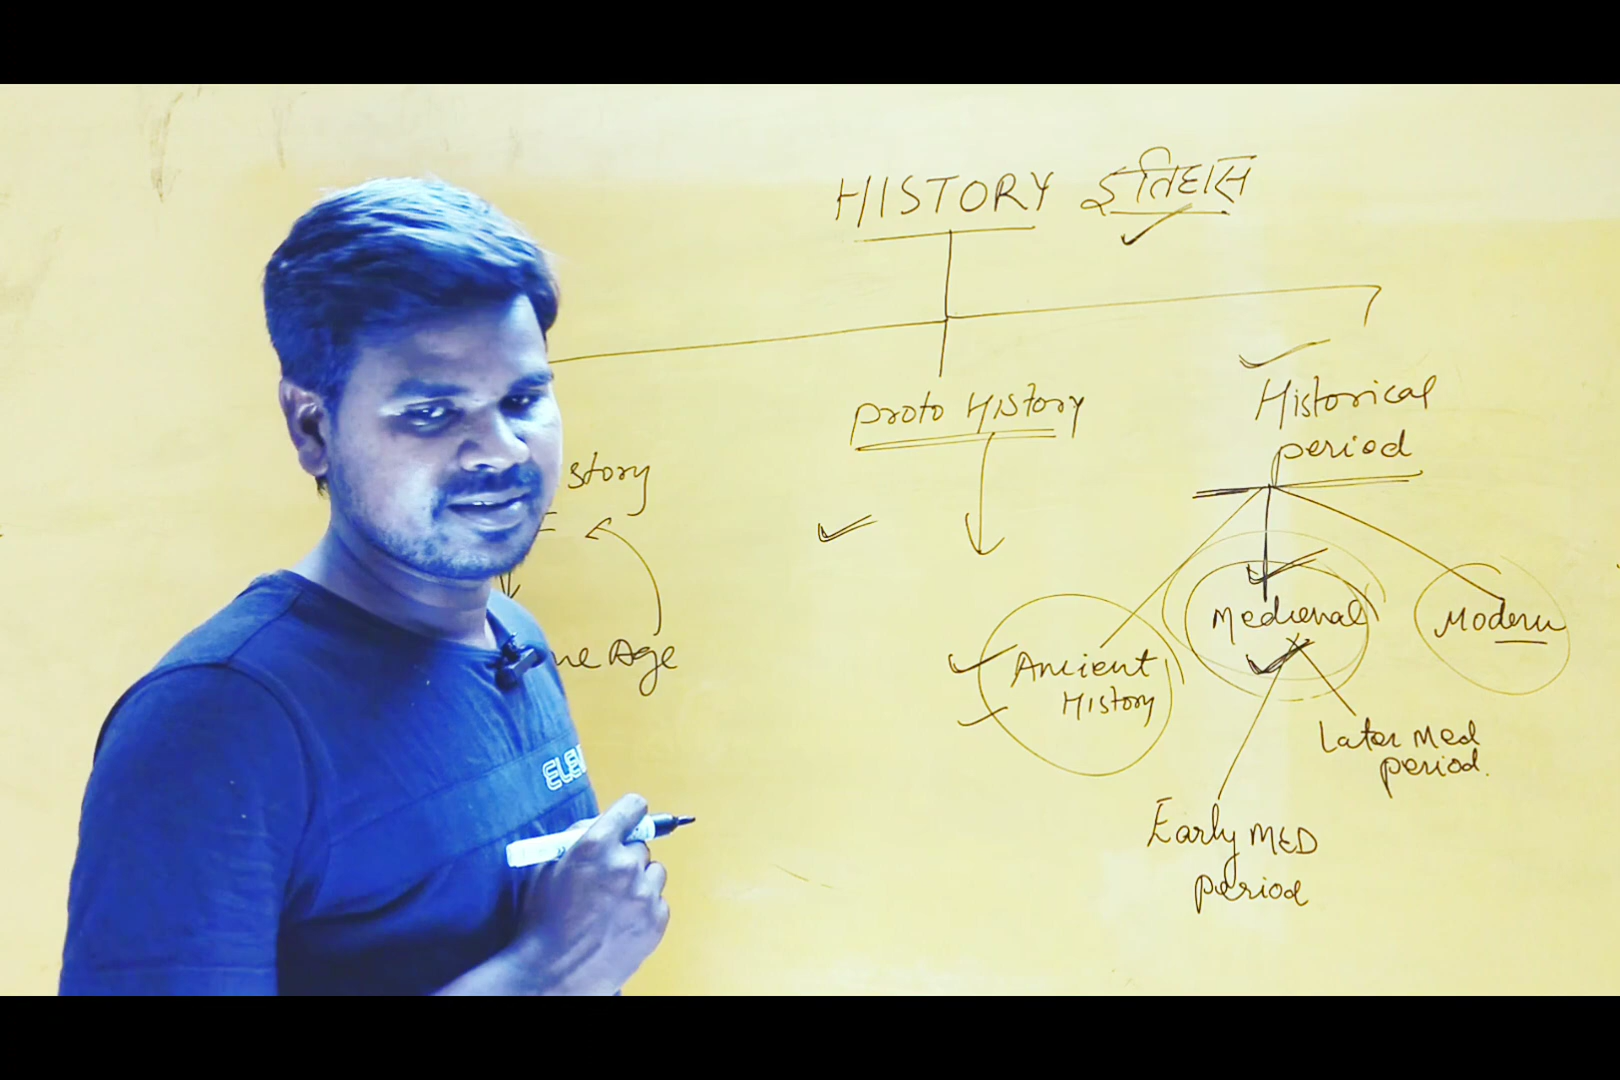 HISTORY इतिहास
Proto HIStORY
Historical
period
story
Medieval
Modern
Ancient
HIStory
ne Age
Later Med
period.
Early MED
period
ELE